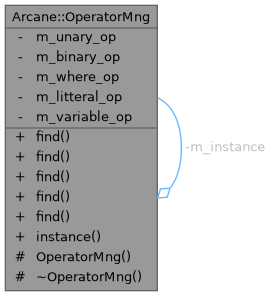 Arcane::OperatorMng
- m_unary_op
- m_binary_op
- m_where_op
- m_litteral_op
- m_variable_op
+ find()
+ find()
+ find()
+ find()
+ find()
+ instance()
# OperatorMng()
# ~OperatorMng()
-m_instance